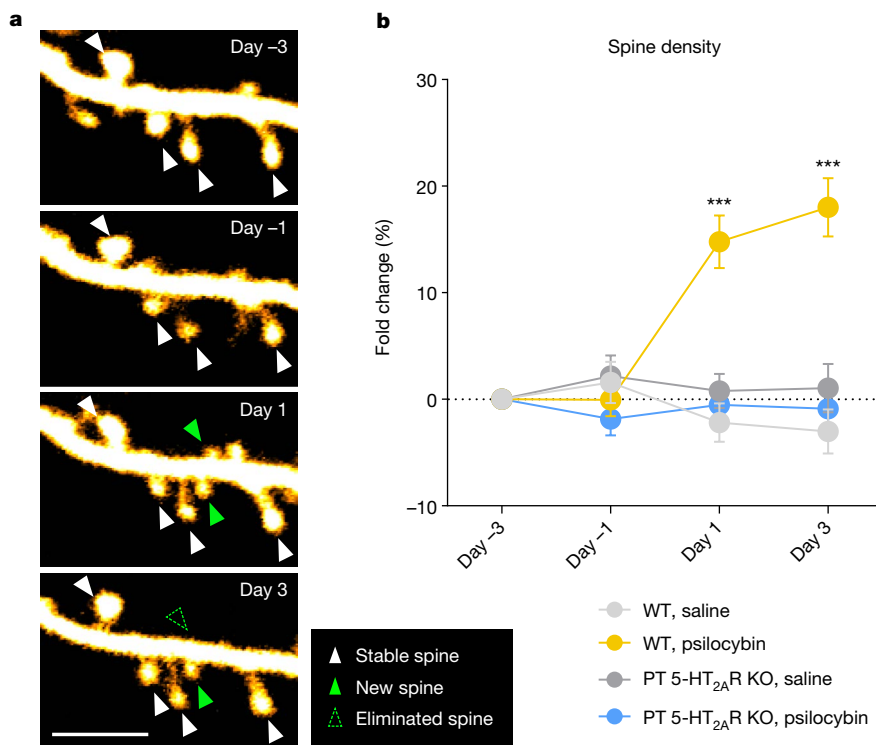 a
Day –3
Day –1
Day 1
Day 3
Stable spine
New spine
Eliminated spine
b
Spine density
Fold change (%)
30
20
10
0
–10
Day –3
Day –1
Day 1
Day 3
***
***
WT, saline
WT, psilocybin
PT 5-HT2AR KO, saline
PT 5-HT2AR KO, psilocybin